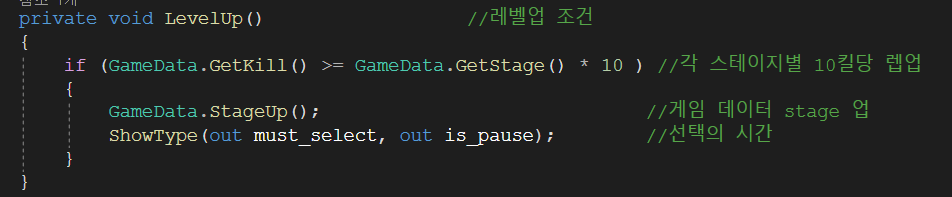 private void LevelUp() //레벨업 조건
{
if (GameData.GetKill() >= GameData.GetStage() * 10 ) //각 스테이지별 10킬당 렙업
{
GameData.StageUp(); //게임 데이터 stage 업
ShowType(out must_select, out is_pause); //선택의 시간
}
}